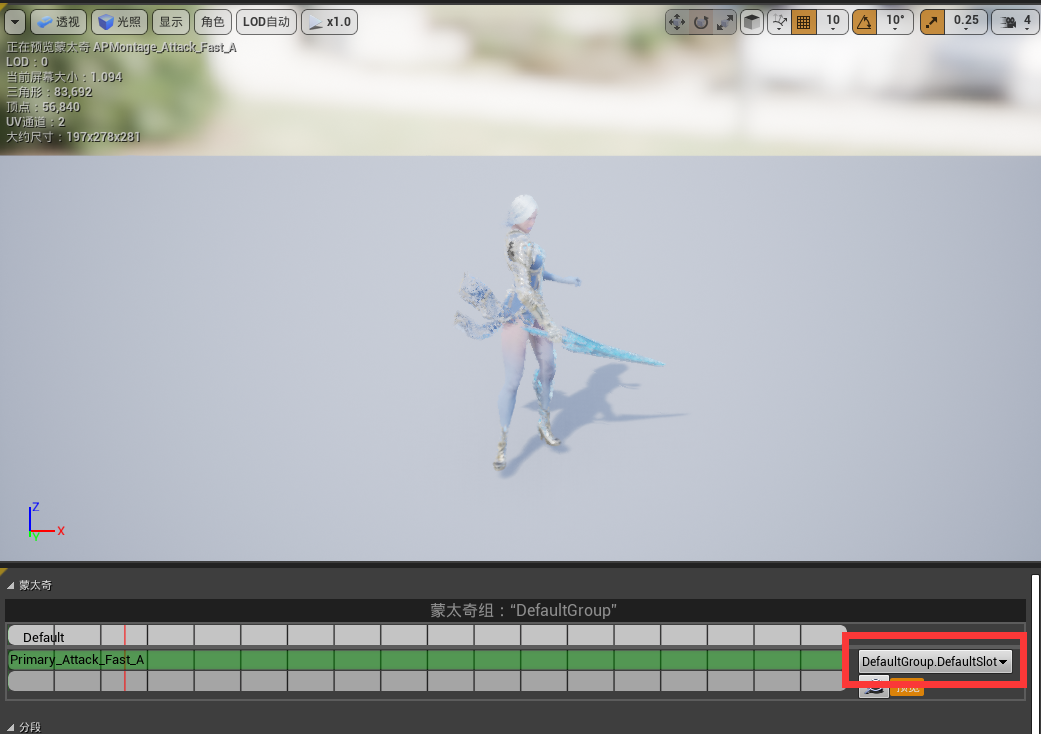 透视 光照 显示 角色 LOD自动 x1.0 10 10° 0.25 4
正在预览蒙太奇 APMontage_Attack_Fast_A
LOD：0
当前屏幕大小：1.094
三角形：83,692
顶点：56,840
UV通道：2
大约尺寸：197x278x281
Z
X
Y
蒙太奇
蒙太奇组：“DefaultGroup”
Default
Primary_Attack_Fast_A
DefaultGroup.DefaultSlot
预览
分段